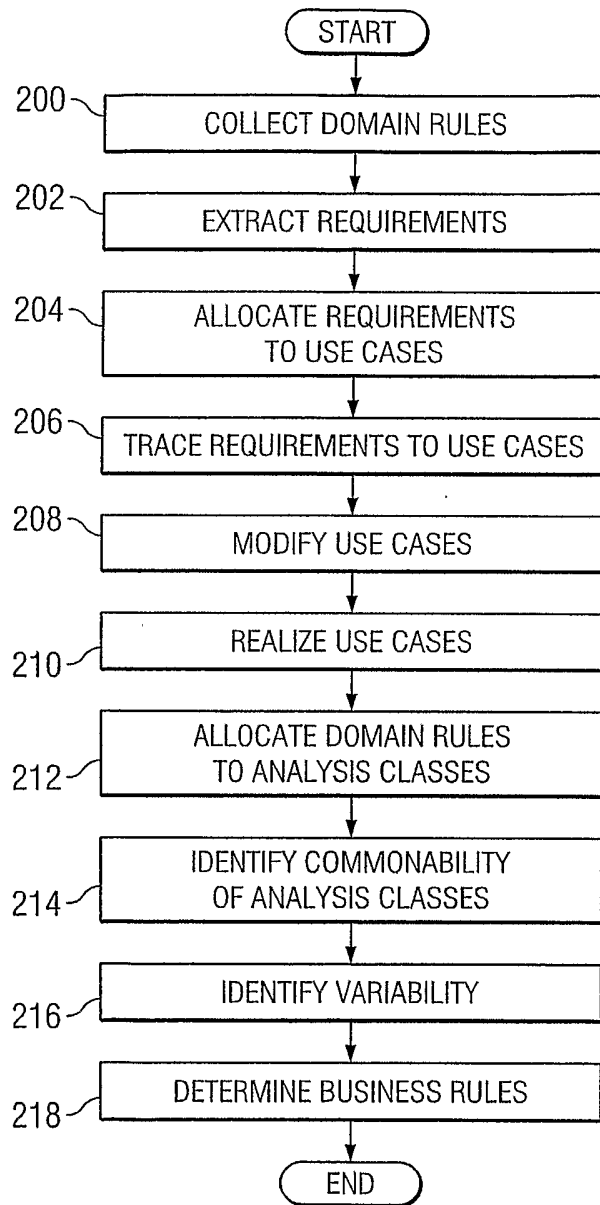 START
200
COLLECT DOMAIN RULES
202
EXTRACT REQUIREMENTS
204
ALLOCATE REQUIREMENTS
TO USE CASES
206
TRACE REQUIREMENTS TO USE CASES
208
MODIFY USE CASES
210
REALIZE USE CASES
212
ALLOCATE DOMAIN RULES
TO ANALYSIS CLASSES
214
IDENTIFY COMMONABILITY
OF ANALYSIS CLASSES
216
IDENTIFY VARIABILITY
218
DETERMINE BUSINESS RULES
END